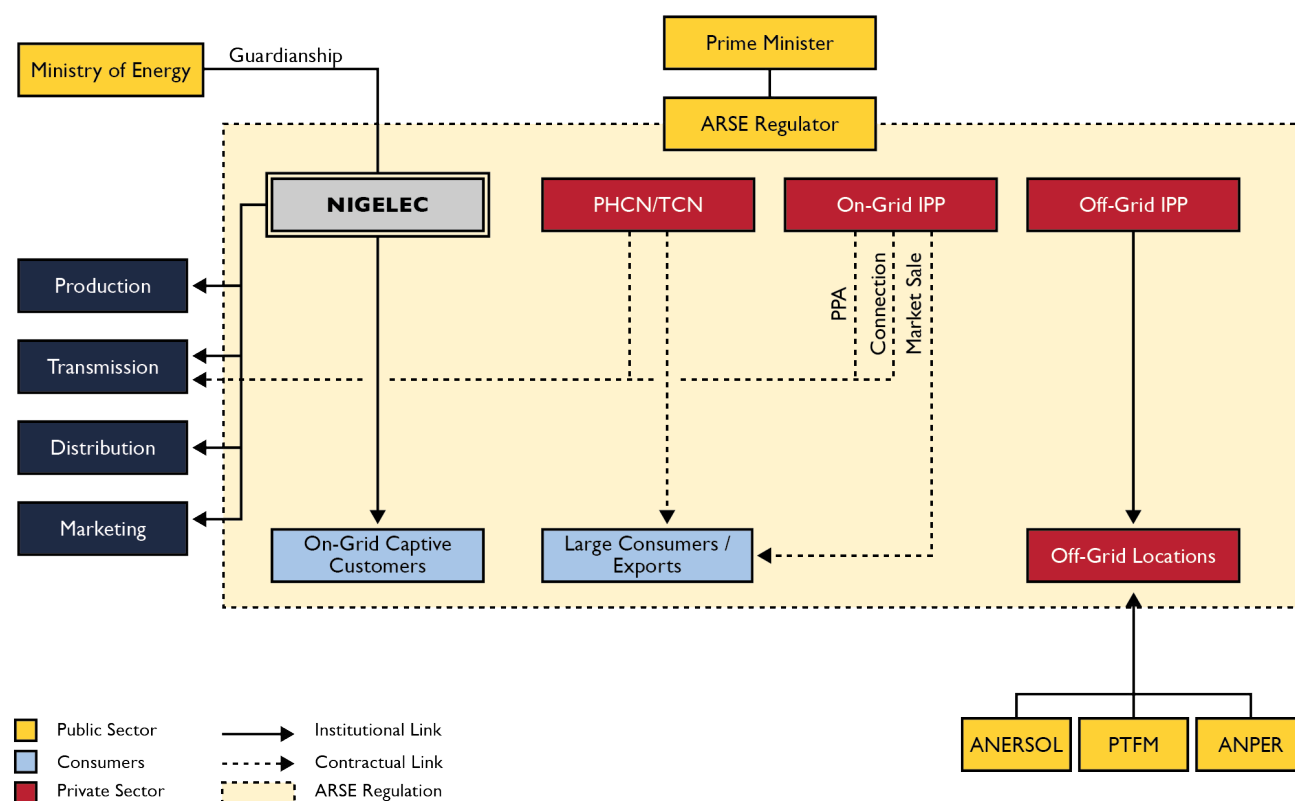 Prime Minister
Ministry of Energy
Guardianship
ARSE Regulator
NIGELEC
PHCN/TCN
On-Grid IPP
Off-Grid IPP
PPA
Connection
Market Sale
Production
Transmission
Distribution
Marketing
On-Grid Captive
Customers
Large Consumers /
Exports
Off-Grid Locations
ANERSOL
PTFM
ANPER
Public Sector
Institutional Link
Consumers
Contractual Link
Private Sector
ARSE Regulation